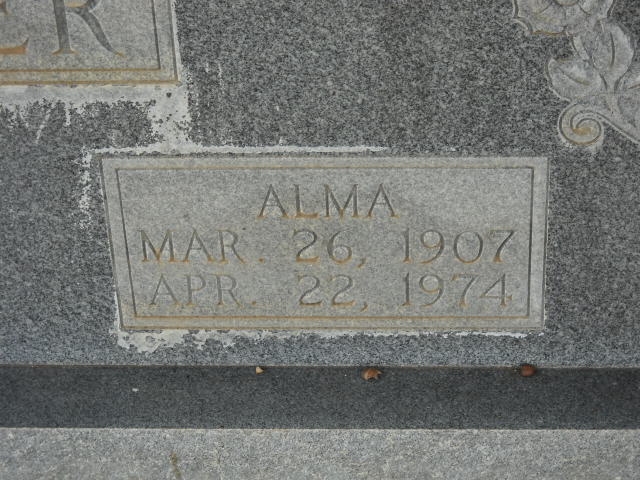 ALMA
MAR. 26, 1907
APR. 22, 1974